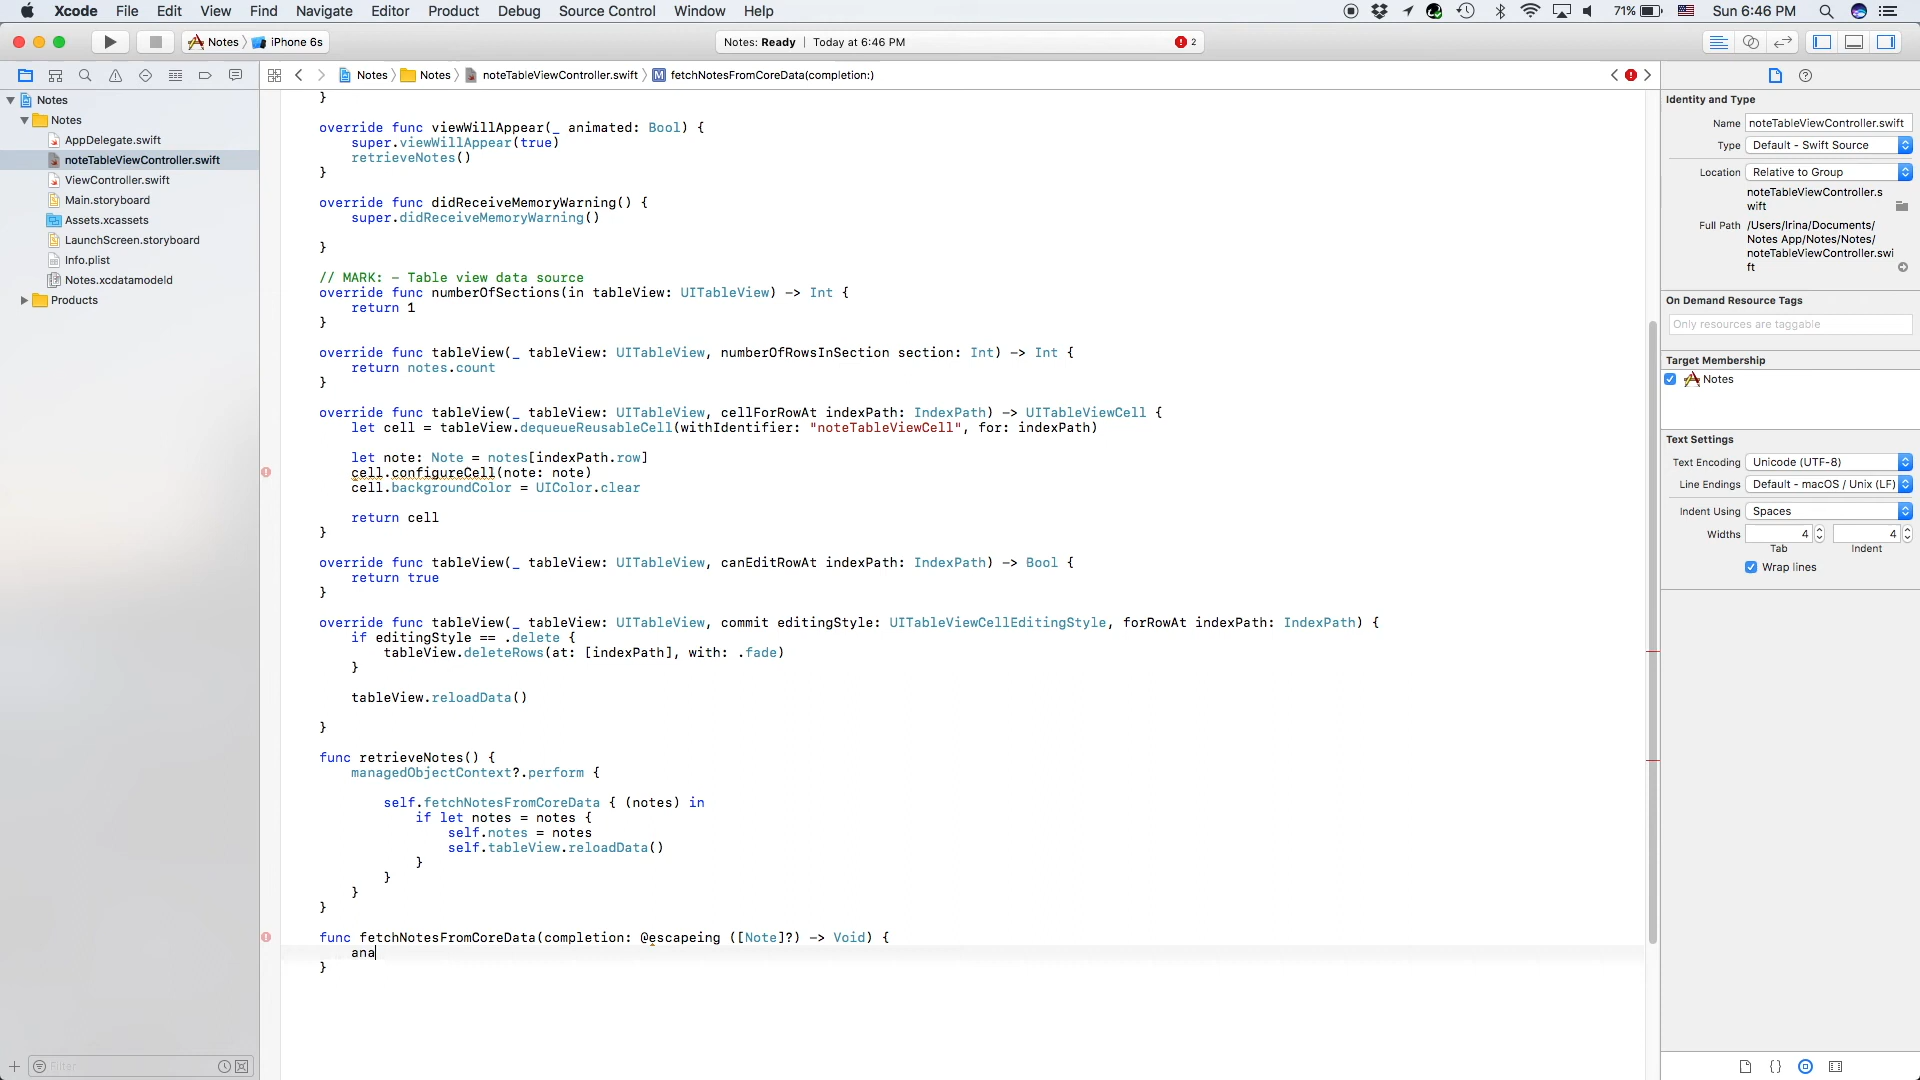 Xcode File Edit View Find Navigate Editor Product Debug Source Control Window Help 71% Sun 6:46 PM
Notes iPhone 6s Notes: Ready | Today at 6:46 PM 2
Notes Notes noteTableViewController.swift M fetchNotesFromCoreData(completion:)
Notes
Notes
AppDelegate.swift
noteTableViewController.swift
ViewController.swift
Main.storyboard
Assets.xcassets
LaunchScreen.storyboard
Info.plist
Notes.xcdatamodeld
Products
Filter
}
override func viewWillAppear(_ animated: Bool) {
super.viewWillAppear(true)
retrieveNotes()
}
override func didReceiveMemoryWarning() {
super.didReceiveMemoryWarning()
}
// MARK: - Table view data source
override func numberOfSections(in tableView: UITableView) -> Int {
return 1
}
override func tableView(_ tableView: UITableView, numberOfRowsInSection section: Int) -> Int {
return notes.count
}
override func tableView(_ tableView: UITableView, cellForRowAt indexPath: IndexPath) -> UITableViewCell {
let cell = tableView.dequeueReusableCell(withIdentifier: "noteTableViewCell", for: indexPath)
let note: Note = notes[indexPath.row]
cell.configureCell(note: note)
cell.backgroundColor = UIColor.clear
return cell
}
override func tableView(_ tableView: UITableView, canEditRowAt indexPath: IndexPath) -> Bool {
return true
}
override func tableView(_ tableView: UITableView, commit editingStyle: UITableViewCellEditingStyle, forRowAt indexPath: IndexPath) {
if editingStyle == .delete {
tableView.deleteRows(at: [indexPath], with: .fade)
}
tableView.reloadData()
}
func retrieveNotes() {
managedObjectContext?.perform {
self.fetchNotesFromCoreData { (notes) in
if let notes = notes {
self.notes = notes
self.tableView.reloadData()
}
}
}
}
func fetchNotesFromCoreData(completion: @escapeing ([Note]?) -> Void) {
ana
}
Identity and Type
Name noteTableViewController.swift
Type Default - Swift Source
Location Relative to Group
noteTableViewController.s
wift
Full Path /Users/Irina/Documents/
Notes App/Notes/Notes/
noteTableViewController.swi
ft
On Demand Resource Tags
Only resources are taggable
Target Membership
Notes
Text Settings
Text Encoding Unicode (UTF-8)
Line Endings Default - macOS / Unix (LF)
Indent Using Spaces
Widths 4 4
Tab Indent
Wrap lines